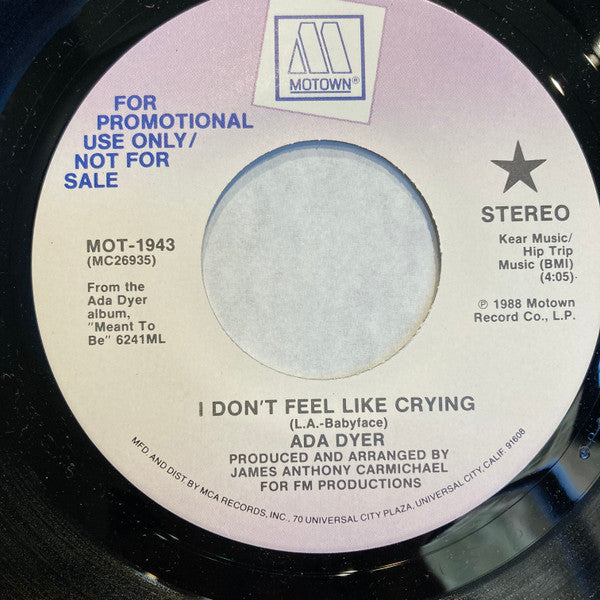 MOTOWN®
FOR
PROMOTIONAL
USE ONLY/
NOT FOR
SALE
MOT-1943
(MC26935)
From the
Ada Dyer
album,
"Meant To
Be" 6241ML
STEREO
Kear Music/
Hip Trip
Music (BMI)
(4:05)
℗ 1988 Motown
Record Co., L.P.
I DON'T FEEL LIKE CRYING
(L.A.-Babyface)
ADA DYER
PRODUCED AND ARRANGED BY
JAMES ANTHONY CARMICHAEL
FOR FM PRODUCTIONS
MFD. AND DIST. BY MCA RECORDS, INC., 70 UNIVERSAL CITY PLAZA, UNIVERSAL CITY, CALIF. 91608